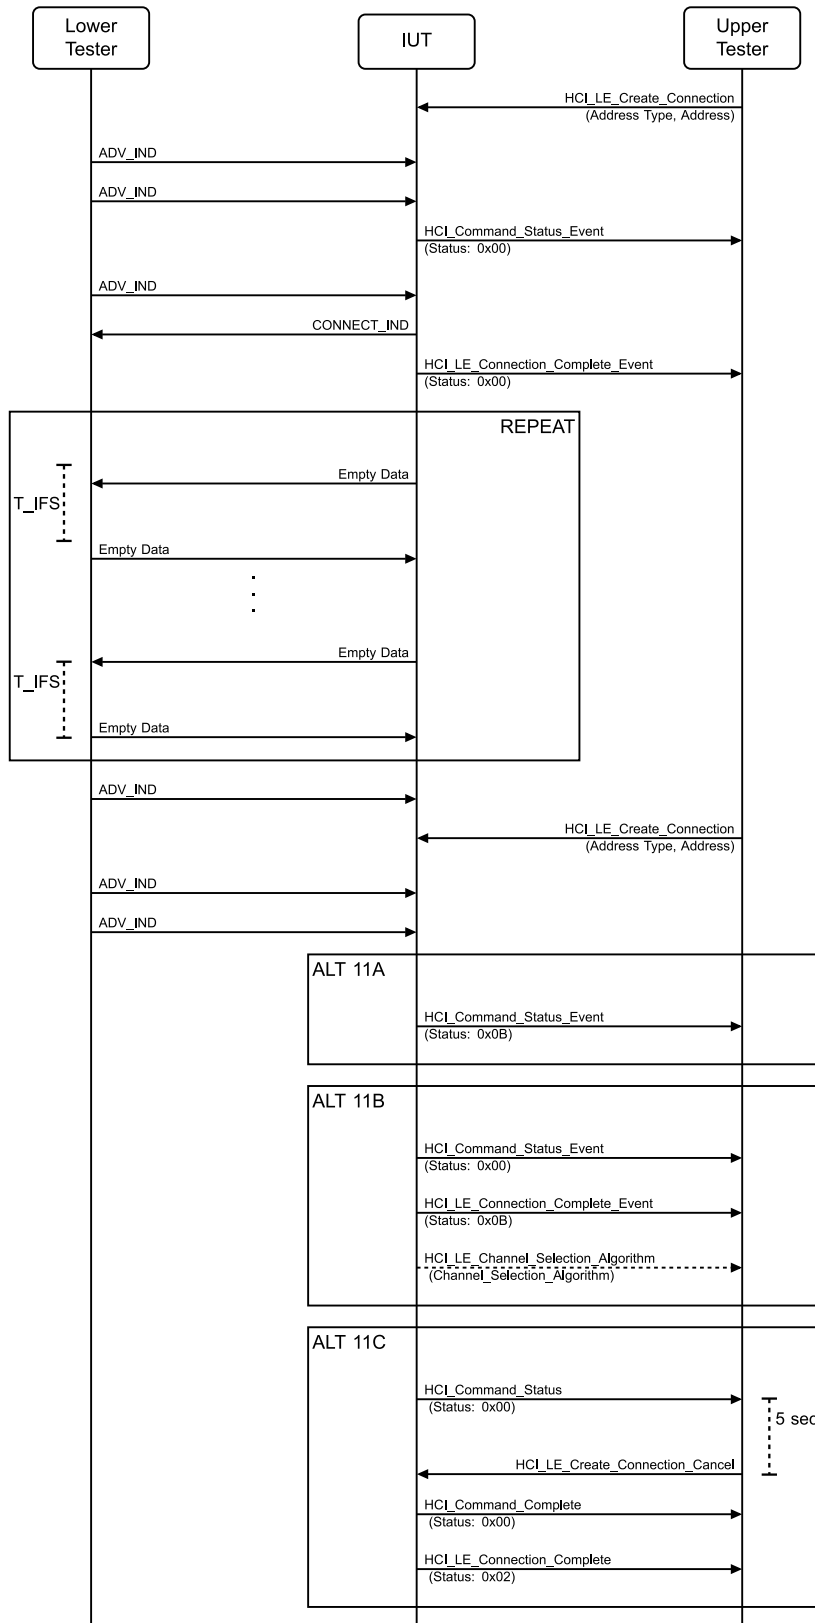 Lower
Tester
IUT
Upper
Tester
HCI_LE_Create_Connection
(Address Type, Address)
ADV_IND
ADV_IND
HCI_Command_Status_Event
(Status: 0x00)
ADV_IND
CONNECT_IND
HCI_LE_Connection_Complete_Event
(Status: 0x00)
REPEAT
Empty Data
T_IFS
Empty Data
Empty Data
T_IFS
Empty Data
ADV_IND
HCI_LE_Create_Connection
(Address Type, Address)
ADV_IND
ADV_IND
ALT 11A
HCI_Command_Status_Event
(Status: 0x0B)
ALT 11B
HCI_Command_Status_Event
(Status: 0x00)
HCI_LE_Connection_Complete_Event
(Status: 0x0B)
HCI_LE_Channel_Selection_Algorithm
(Channel_Selection_Algorithm)
ALT 11C
HCI_Command_Status
(Status: 0x00)
5 sec
HCI_LE_Create_Connection_Cancel
HCI_Command_Complete
(Status: 0x00)
HCI_LE_Connection_Complete
(Status: 0x02)